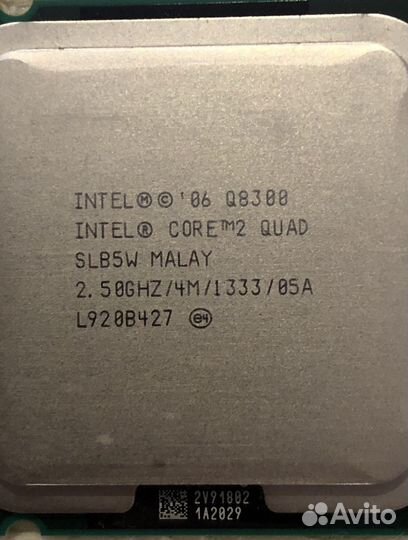 INTEL Ⓜ © '06 Q8300
INTEL® CORE™2 QUAD
SLB5W MALAY
2.50GHZ/4M/1333/05A
L920B427 e4
2V91802
1A2029
Avito